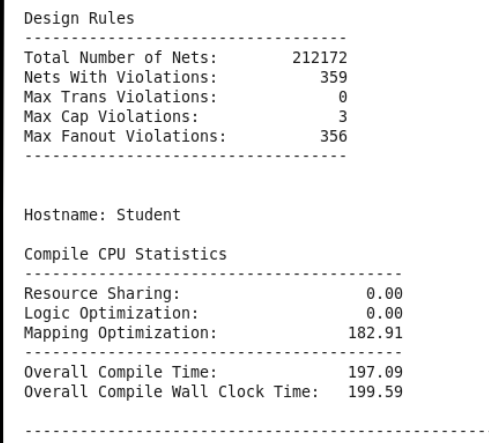 Design Rules
-----------------------------------
Total Number of Nets:        212172
Nets With Violations:           359
Max Trans Violations:             0
Max Cap Violations:               3
Max Fanout Violations:          356
-----------------------------------
Hostname: Student
Compile CPU Statistics
-----------------------------------------
Resource Sharing:                    0.00
Logic Optimization:                  0.00
Mapping Optimization:              182.91
-----------------------------------------
Overall Compile Time:              197.09
Overall Compile Wall Clock Time:   199.59
--------------------------------------------------